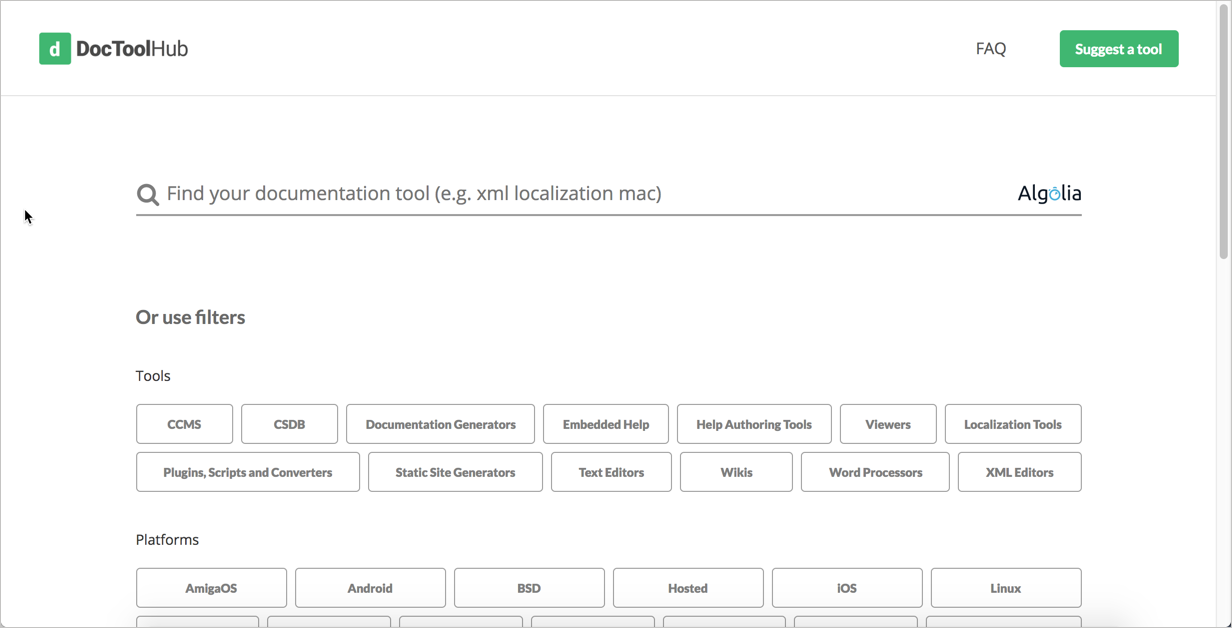 d DocToolHub
FAQ
Suggest a tool
Find your documentation tool (e.g. xml localization mac)
Algolia
Or use filters
Tools
CCMS CSDB Documentation Generators Embedded Help Help Authoring Tools Viewers Localization Tools
Plugins, Scripts and Converters Static Site Generators Text Editors Wikis Word Processors XML Editors
Platforms
AmigaOS Android BSD Hosted iOS Linux